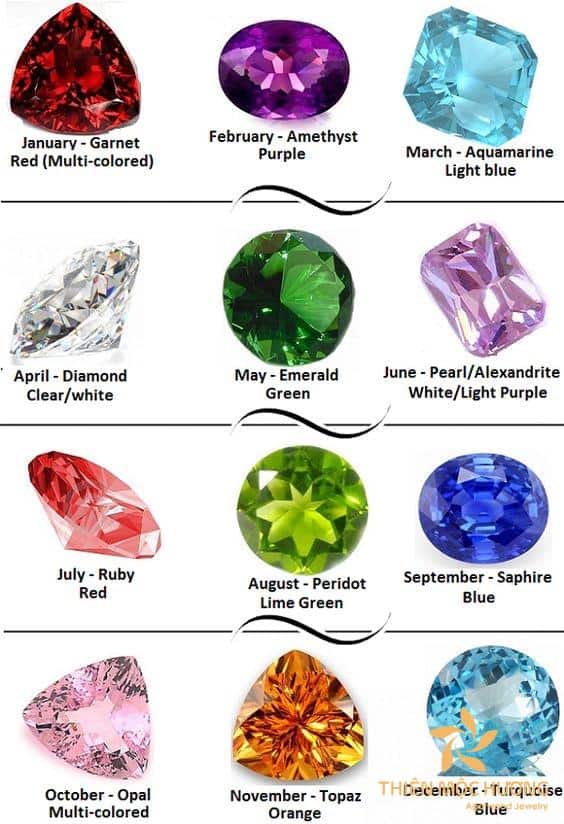 January - Garnet
Red (Multi-colored)
February - Amethyst
Purple
March - Aquamarine
Light blue
April - Diamond
Clear/white
May - Emerald
Green
June - Pearl/Alexandrite
White/Light Purple
July - Ruby
Red
August - Peridot
Lime Green
September - Saphire
Blue
October - Opal
Multi-colored
November - Topaz
Orange
THIÊN MỘC HƯƠNG
December - Turquoise
Jewelry
Blue